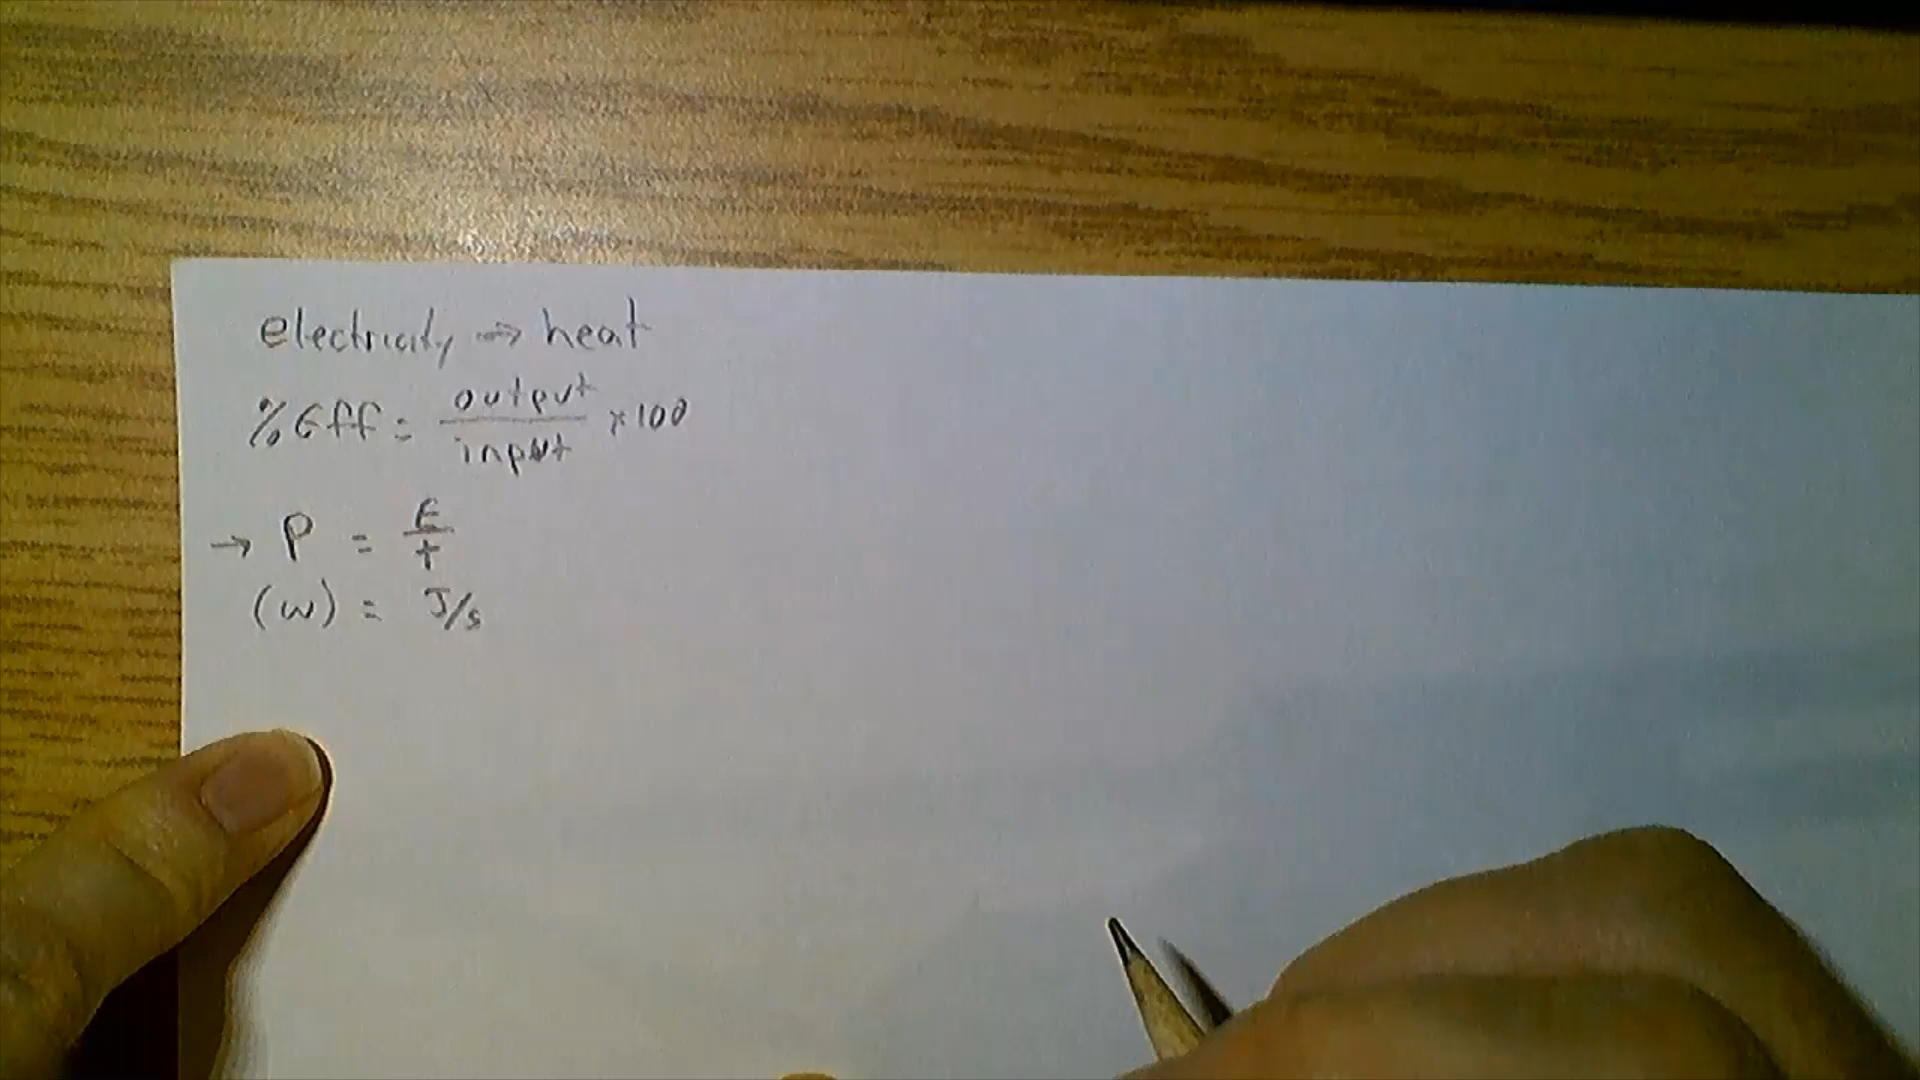 electricity → heat
% Eff = output/input × 100
→ P = E/t
(W) = J/s